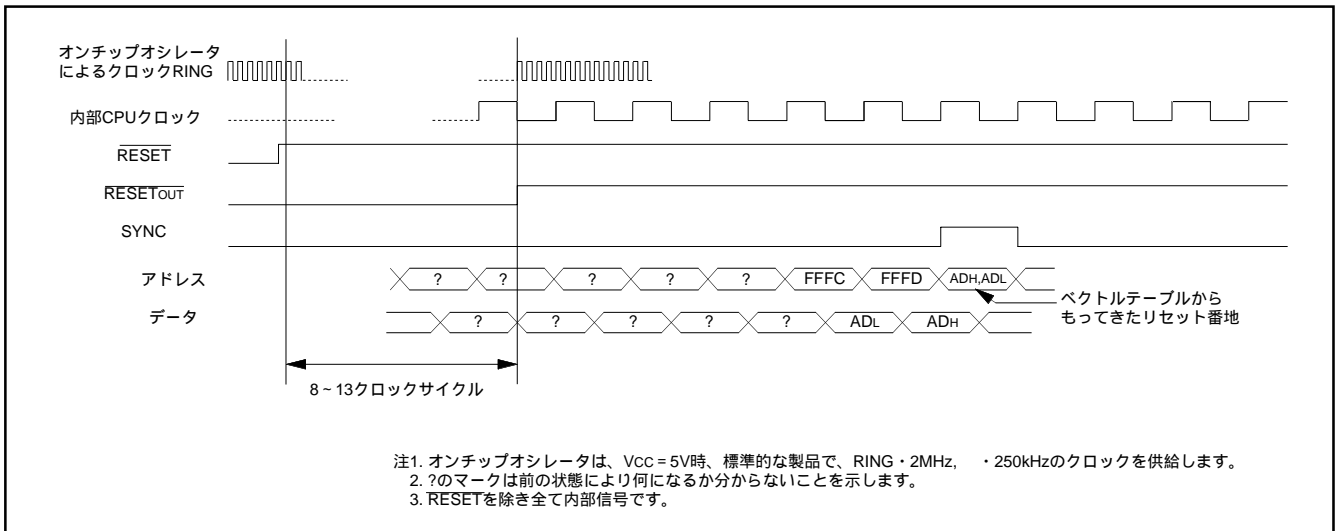 オンチップオシレータ
によるクロックRING
内部CPUクロック
RESET
RESETOUT
SYNC
アドレス
? ? ? ? ? FFFC FFFD ADH,ADL
データ
? ? ? ? ? ADL ADH
ベクトルテーブルから
もってきたリセット番地
8~13クロックサイクル
注1. オンチップオシレータは、VCC=5V時、標準的な製品で、RING・2MHz, ・250kHzのクロックを供給します。
2. ?のマークは前の状態により何になるか分からないことを示します。
3. RESETを除き全て内部信号です。